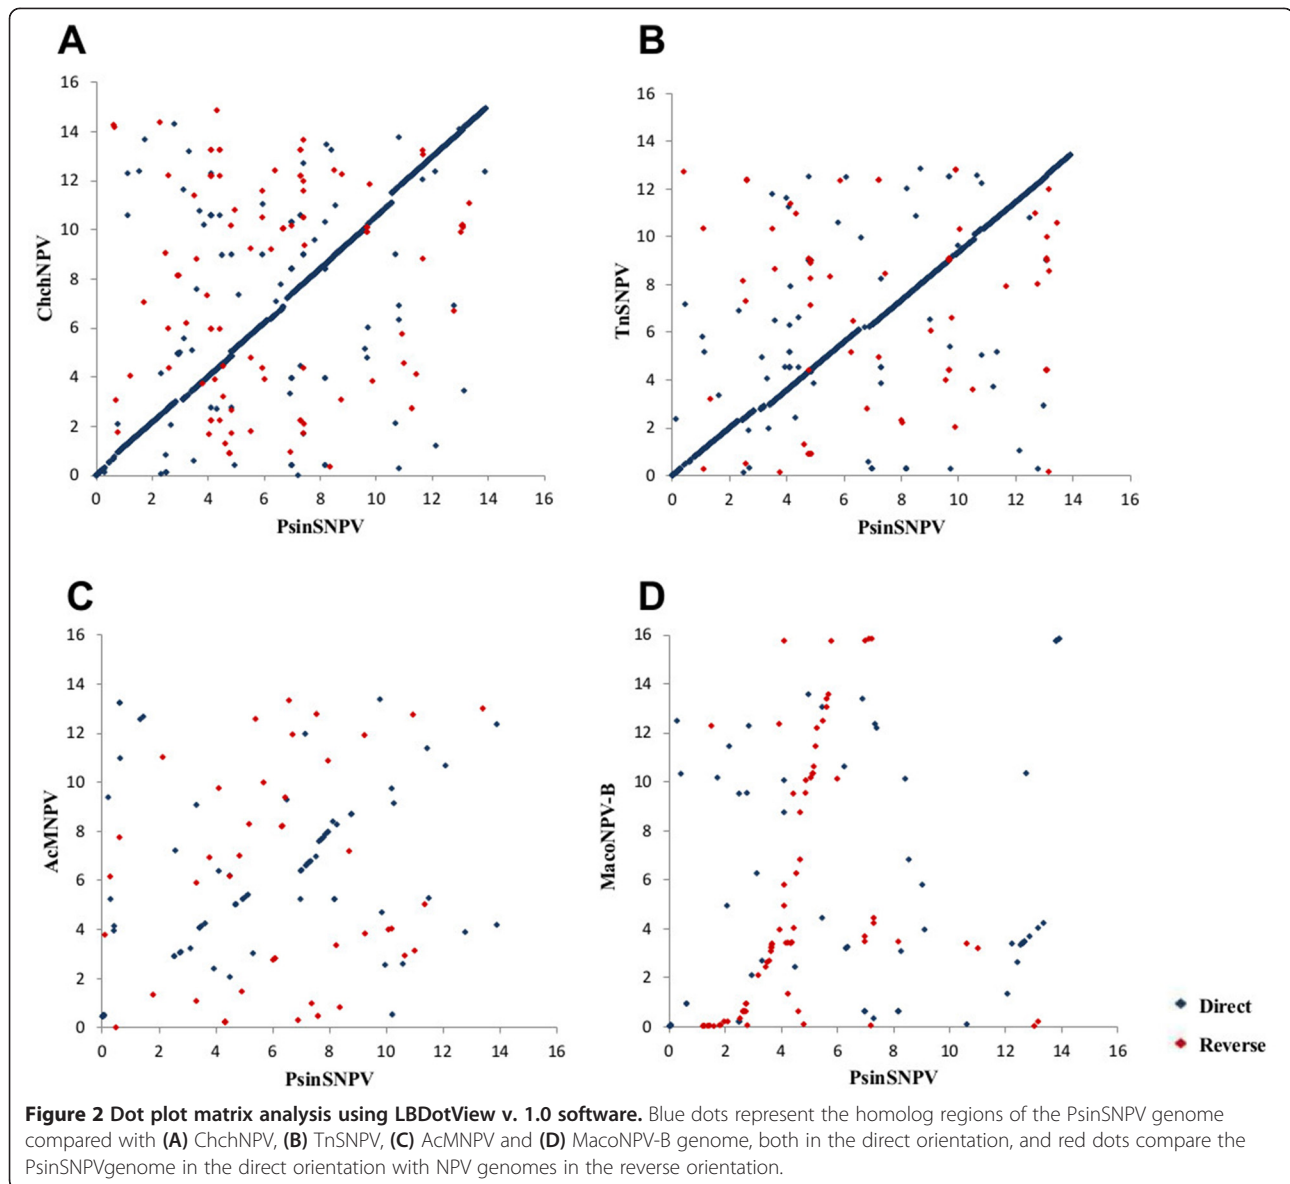 A
B
16
14
12
10
8
6
4
2
0
ChchNPV
0 2 4 6 8 10 12 14 16
PsinSNPV
16
14
12
10
8
6
4
2
0
TnSNPV
0 2 4 6 8 10 12 14 16
PsinSNPV
C
D
16
14
12
10
8
6
4
2
0
AcMNPV
0 2 4 6 8 10 12 14 16
PsinSNPV
16
14
12
10
8
6
4
2
0
MacoNPV-B
0 2 4 6 8 10 12 14 16
PsinSNPV
Direct
Reverse
Figure 2 Dot plot matrix analysis using LBDotView v. 1.0 software. Blue dots represent the homolog regions of the PsinSNPV genome
compared with (A) ChchNPV, (B) TnSNPV, (C) AcMNPV and (D) MacoNPV-B genome, both in the direct orientation, and red dots compare the
PsinSNPVgenome in the direct orientation with NPV genomes in the reverse orientation.